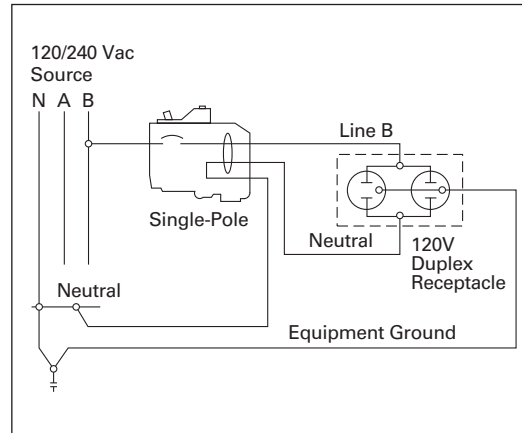 120/240 Vac
Source
N A B
Line B
Single-Pole
Neutral
120V
Duplex
Receptacle
Neutral
Equipment Ground